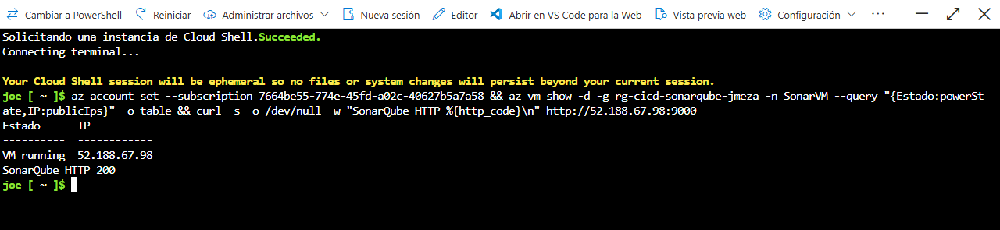 Cambiar a PowerShell Reiniciar Administrar archivos Nueva sesión Editor Abrir en VS Code para la Web Vista previa web Configuración ...
Solicitando una instancia de Cloud Shell.Succeeded.
Connecting terminal...
Your Cloud Shell session will be ephemeral so no files or system changes will persist beyond your current session.
joe [ ~ ]$ az account set --subscription 7664be55-774e-45fd-a02c-40627b5a7a58 && az vm show -d -g rg-cicd-sonarqube-jmeza -n SonarVM --query "{Estado:powerSt
ate,IP:publicIps}" -o table && curl -s -o /dev/null -w "SonarQube HTTP %{http_code}\n" http://52.188.67.98:9000
Estado IP
---------- ------------
VM running 52.188.67.98
SonarQube HTTP 200
joe [ ~ ]$